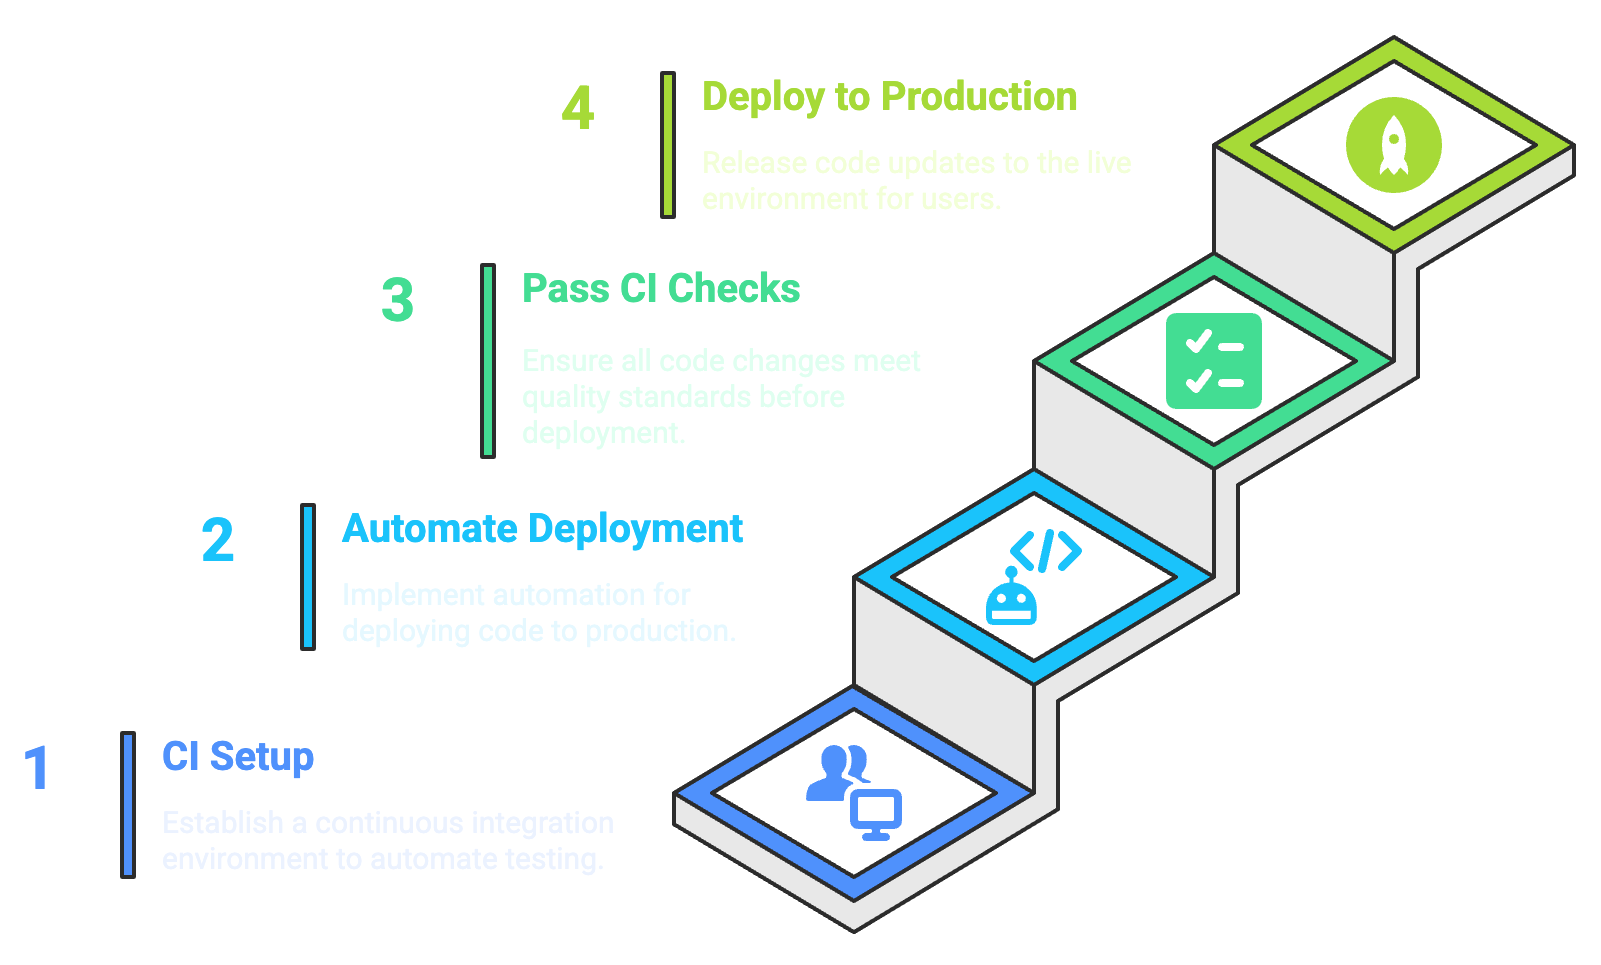 4
Deploy to Production
Release code updates to the live
environment for users.
3
Pass CI Checks
Ensure all code changes meet
quality standards before
deployment.
2
Automate Deployment
Implement automation for
deploying code to production.
1
CI Setup
Establish a continuous integration
environment to automate testing.